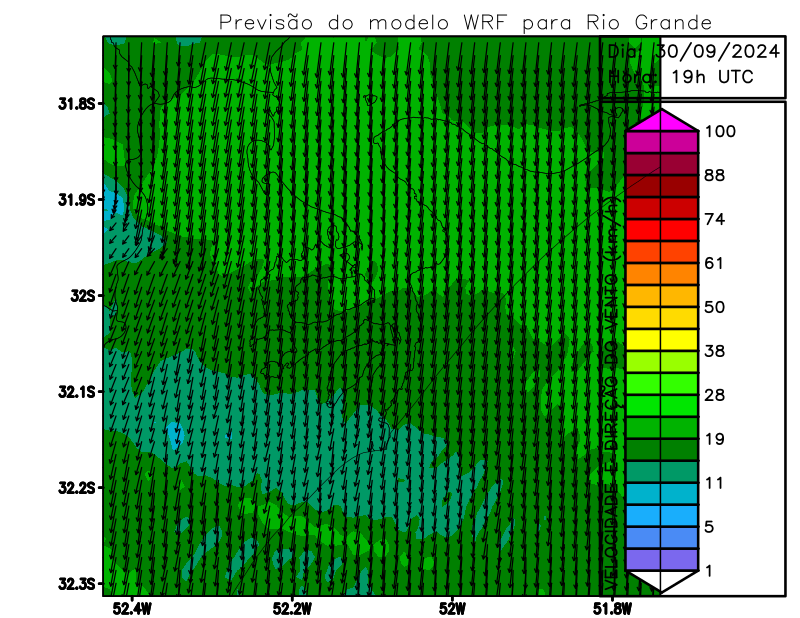 Previsão do modelo WRF para Rio Grande
Dia: 30/09/2024
Hora: 19h UTC
31.8S
31.9S
32S
32.1S
32.2S
32.3S
52.4W
52.2W
52W
51.8W
VELOCIDADE E DIREÇÃO DO VENTO (km/h)
100
88
74
61
50
38
28
19
11
5
1